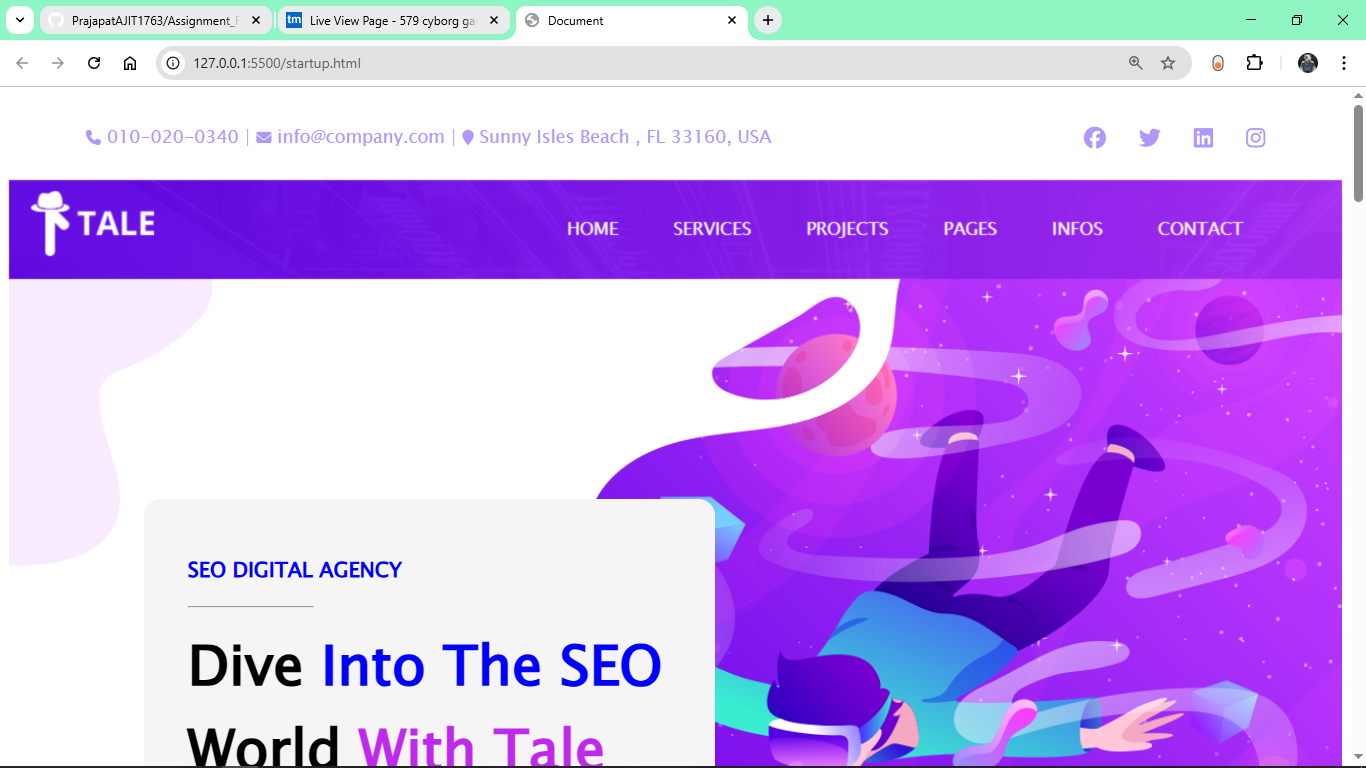 PrajapatAJIT1763/Assignment_F
Live View Page - 579 cyborg ga
Document
127.0.0.1:5500/startup.html
010-020-0340 | info@company.com | Sunny Isles Beach , FL 33160, USA
TALE
HOME SERVICES PROJECTS PAGES INFOS CONTACT
SEO DIGITAL AGENCY
Dive Into The SEO
World With Tale